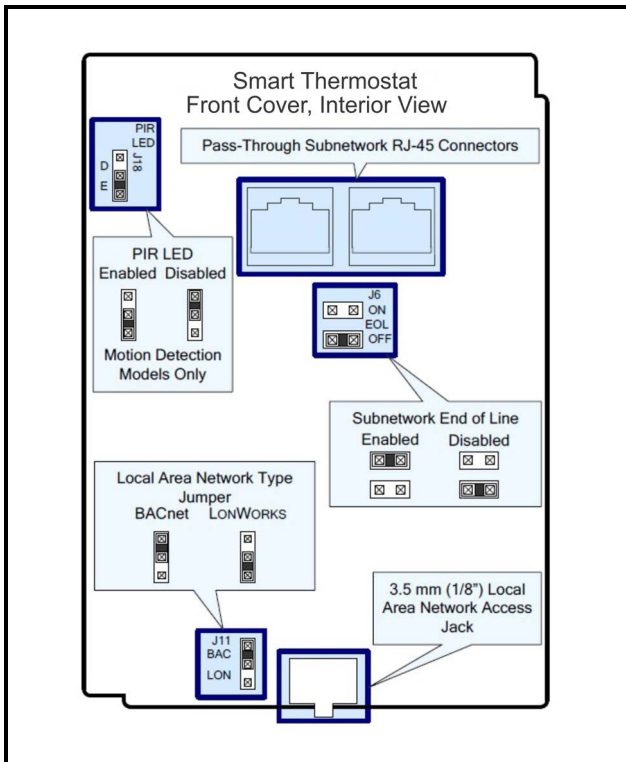 Smart Thermostat
Front Cover, Interior View
PIR
LED
J18
D
E
Pass-Through Subnetwork RJ-45 Connectors
PIR LED
Enabled Disabled
Motion Detection
Models Only
J6
ON
EOL
OFF
Subnetwork End of Line
Enabled Disabled
Local Area Network Type
Jumper
BACnet LONWORKS
3.5 mm (1/8") Local
Area Network Access
Jack
J11
BAC
LON